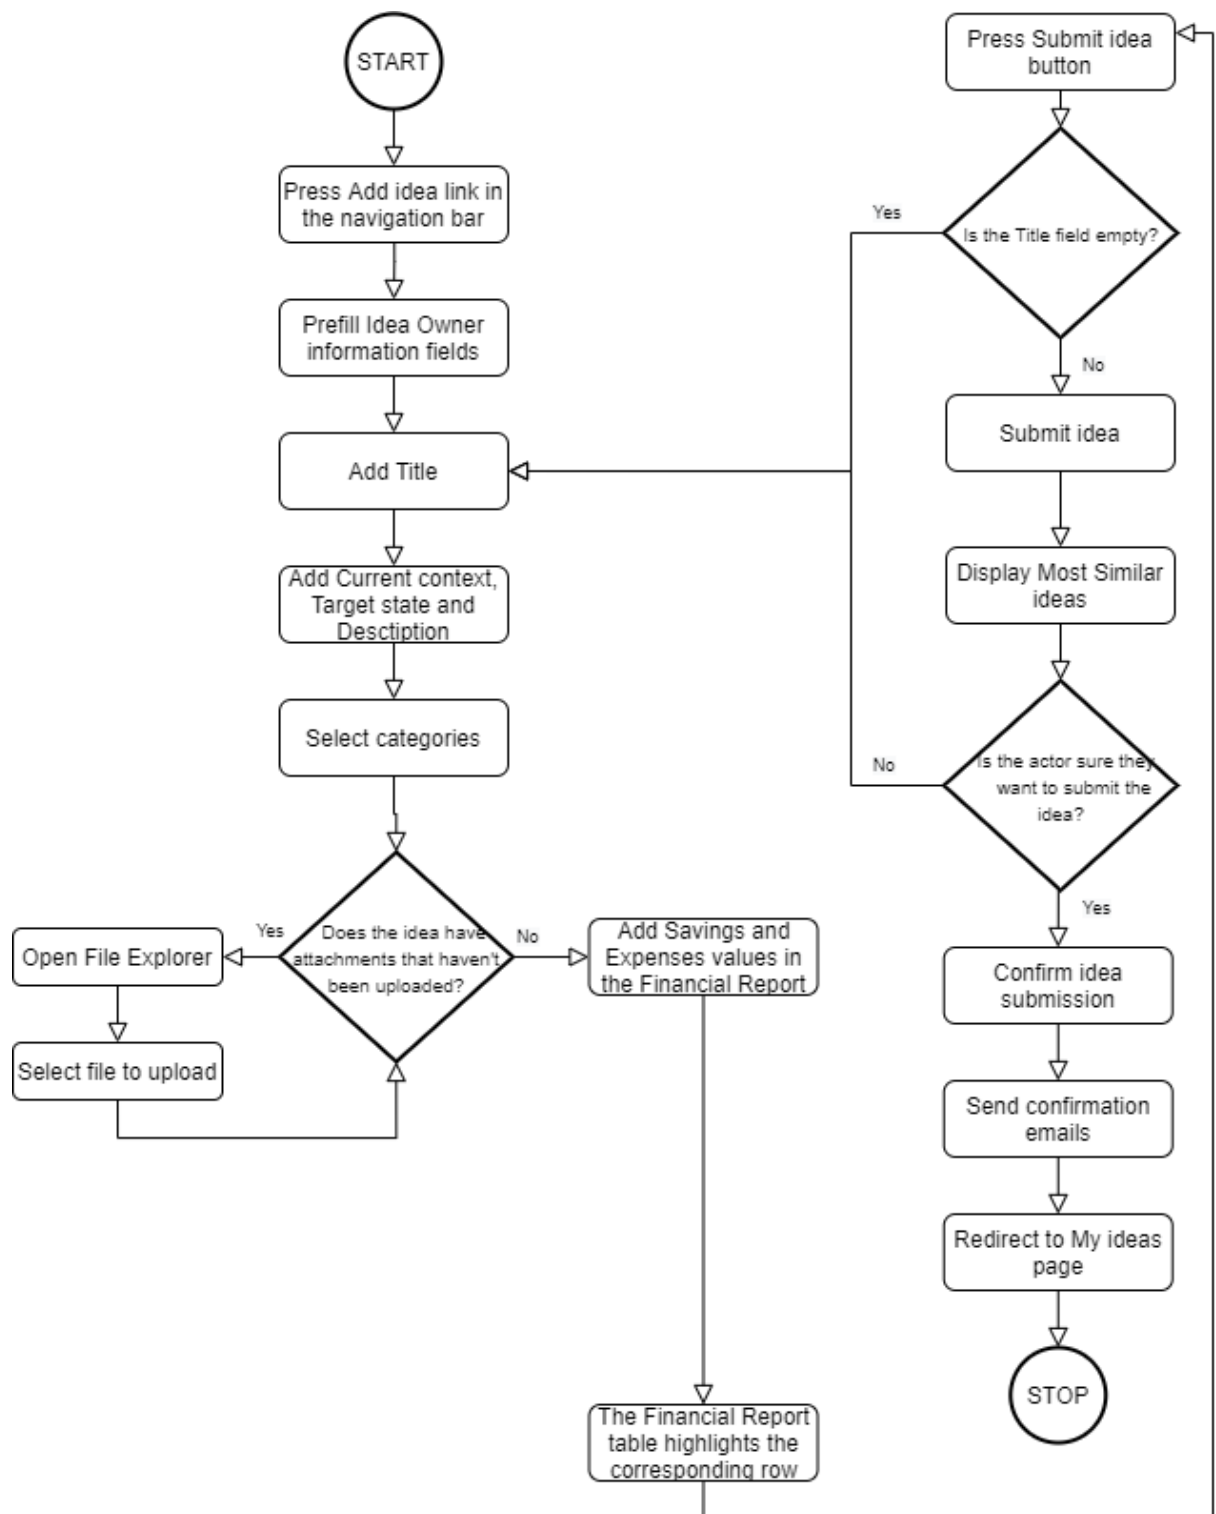 START
Press Add idea link in
the navigation bar
Prefill Idea Owner
information fields
Add Title
Add Current context,
Target state and
Desctiption
Select categories
Does the idea have
attachments that haven't
been uploaded?
Yes
Open File Explorer
Select file to upload
No
Add Savings and
Expenses values in
the Financial Report
The Financial Report
table highlights the
corresponding row
Press Submit idea
button
Is the Title field empty?
Yes
No
Submit idea
Display Most Similar
ideas
Is the actor sure they
want to submit the
idea?
No
Yes
Confirm idea
submission
Send confirmation
emails
Redirect to My ideas
page
STOP